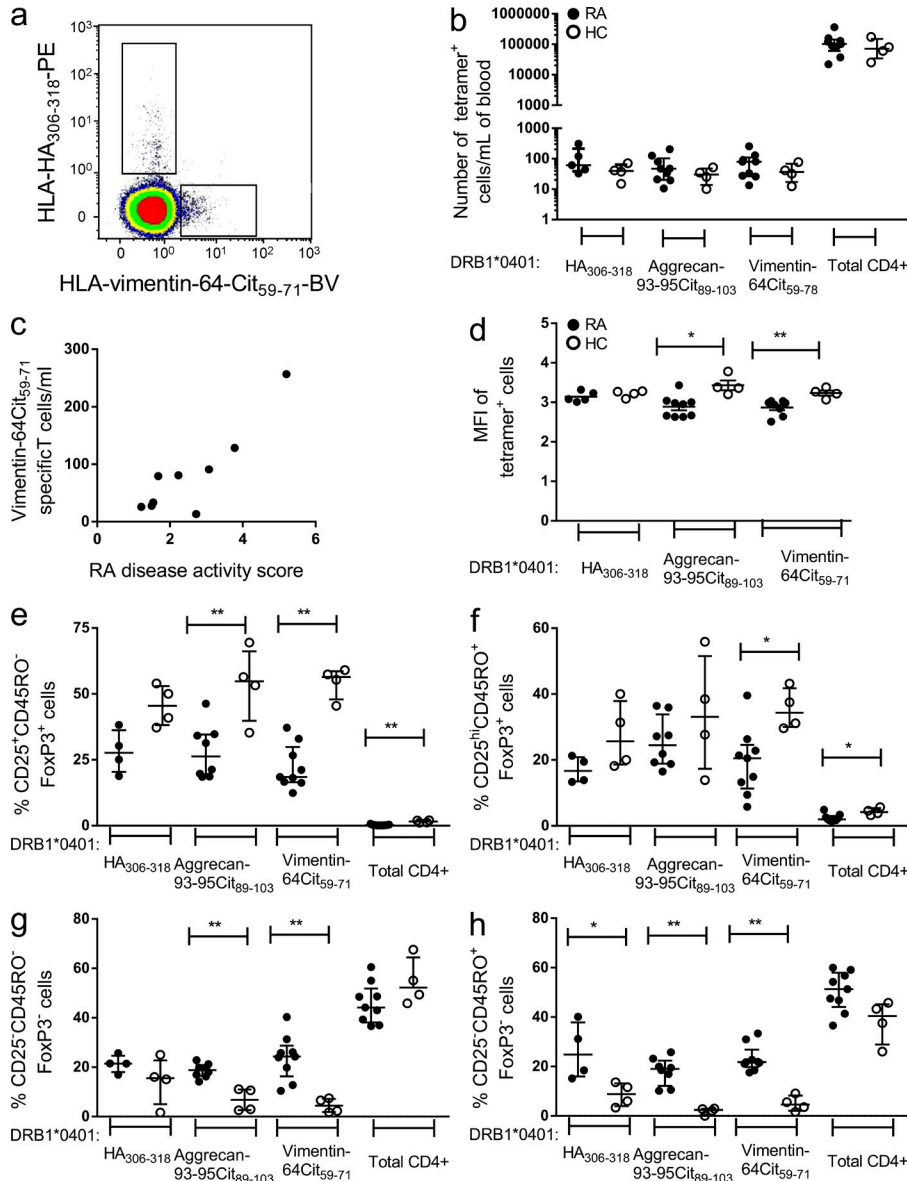 a
HLA-HA306-318-PE
10³
10²
10¹
10⁰
0
0 10⁰ 10¹ 10² 10³
HLA-vimentin-64-Cit59-71-BV
b
RA
HC
Number of tetramer⁺
cells/mL of blood
1000000
100000
10000
1000
1000
100
10
1
DRB1*0401:
HA306-318
Aggrecan-
93-95Cit89-103
Vimentin-
64Cit59-78
Total CD4+
c
Vimentin-64Cit59-71
specific T cells/ml
300
200
100
0
0 2 4 6
RA disease activity score
d
RA
HC
MFI of
tetramer⁺ cells
5
4
3
2
1
0
*
**
DRB1*0401:
HA306-318
Aggrecan-
93-95Cit89-103
Vimentin-
64Cit59-71
e
% CD25⁺CD45RO⁻
FoxP3⁺ cells
75
50
25
0
**
**
**
DRB1*0401:
HA306-318
Aggrecan-
93-95Cit89-103
Vimentin-
64Cit59-71
Total CD4+
f
% CD25ʰⁱCD45RO⁺
FoxP3⁺ cells
60
40
20
0
*
*
DRB1*0401:
HA306-318
Aggrecan-
93-95Cit89-103
Vimentin-
64Cit59-71
Total CD4+
g
% CD25⁻CD45RO⁻
FoxP3⁻ cells
80
60
40
20
0
**
**
DRB1*0401:
HA306-318
Aggrecan-
93-95Cit89-103
Vimentin-
64Cit59-71
Total CD4+
h
% CD25⁻CD45RO⁺
FoxP3⁻ cells
80
60
40
20
0
*
**
**
DRB1*0401:
HA306-318
Aggrecan-
93-95Cit89-103
Vimentin-
64Cit59-71
Total CD4+